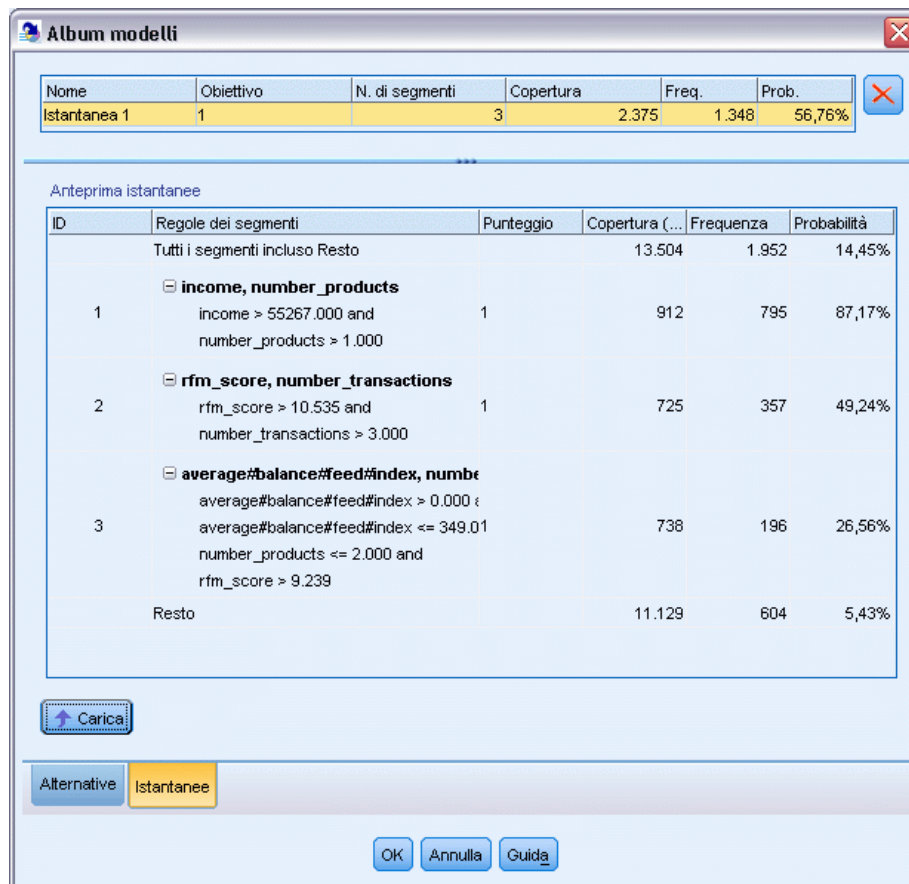 Album modelli
Nome Obiettivo N. di segmenti Copertura Freq. Prob.
Istantanea 1 1 3 2.375 1.348 56,76%
Anteprima istantanee
ID Regole dei segmenti Punteggio Copertura (... Frequenza Probabilità
Tutti i segmenti incluso Resto 13.504 1.952 14,45%
income, number_products
income > 55267.000 and
1 1 912 795 87,17%
number_products > 1.000
rfm_score, number_transactions
rfm_score > 10.535 and
2 1 725 357 49,24%
number_transactions > 3.000
average#balance#feed#index, numbe
average#balance#feed#index > 0.000 a
average#balance#feed#index <= 349.0
3 1 738 196 26,56%
number_products <= 2.000 and
rfm_score > 9.239
Resto 11.129 604 5,43%
Carica
Alternative Istantanee
OK Annulla Guida